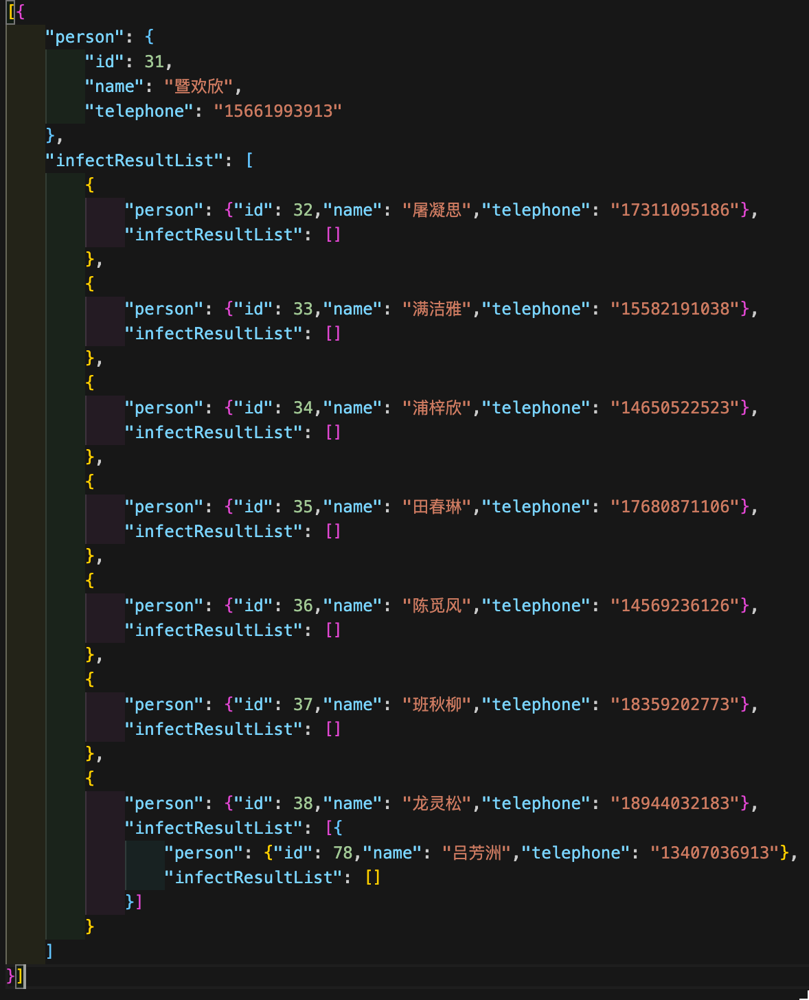 [{
    "person": {
        "id": 31,
        "name": "暨欢欣",
        "telephone": "15661993913"
    },
    "infectResultList": [
        {
            "person": {"id": 32,"name": "屠凝思","telephone": "17311095186"},
            "infectResultList": []
        },
        {
            "person": {"id": 33,"name": "满洁雅","telephone": "15582191038"},
            "infectResultList": []
        },
        {
            "person": {"id": 34,"name": "浦梓欣","telephone": "14650522523"},
            "infectResultList": []
        },
        {
            "person": {"id": 35,"name": "田春琳","telephone": "17680871106"},
            "infectResultList": []
        },
        {
            "person": {"id": 36,"name": "陈觅风","telephone": "14569236126"},
            "infectResultList": []
        },
        {
            "person": {"id": 37,"name": "班秋柳","telephone": "18359202773"},
            "infectResultList": []
        },
        {
            "person": {"id": 38,"name": "龙灵松","telephone": "18944032183"},
            "infectResultList": [{
                "person": {"id": 78,"name": "吕芳洲","telephone": "13407036913"},
                "infectResultList": []
            }]
        }
    ]
}]